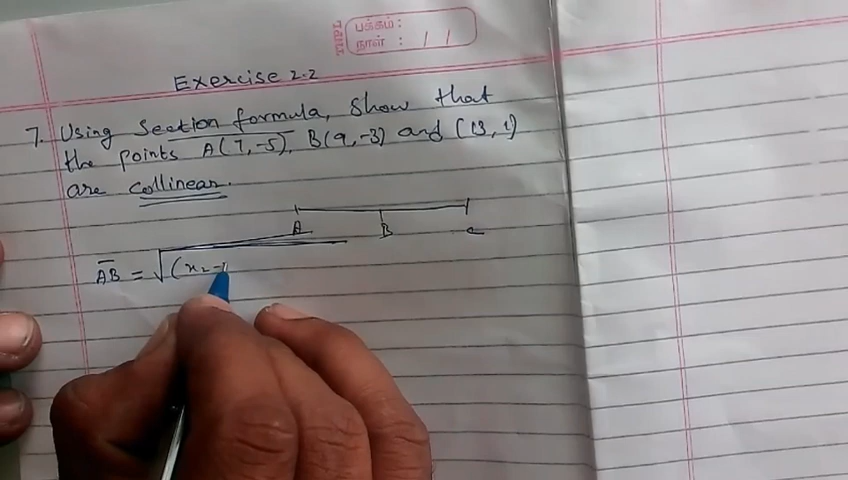 பக்கம் :
நாள் : / /
Exercise 2.2
7. Using Section formula, Show that
the points A(7,-5), B(9,-3) and (13, 1)
are collinear.
A B C
AB = √(x₂-